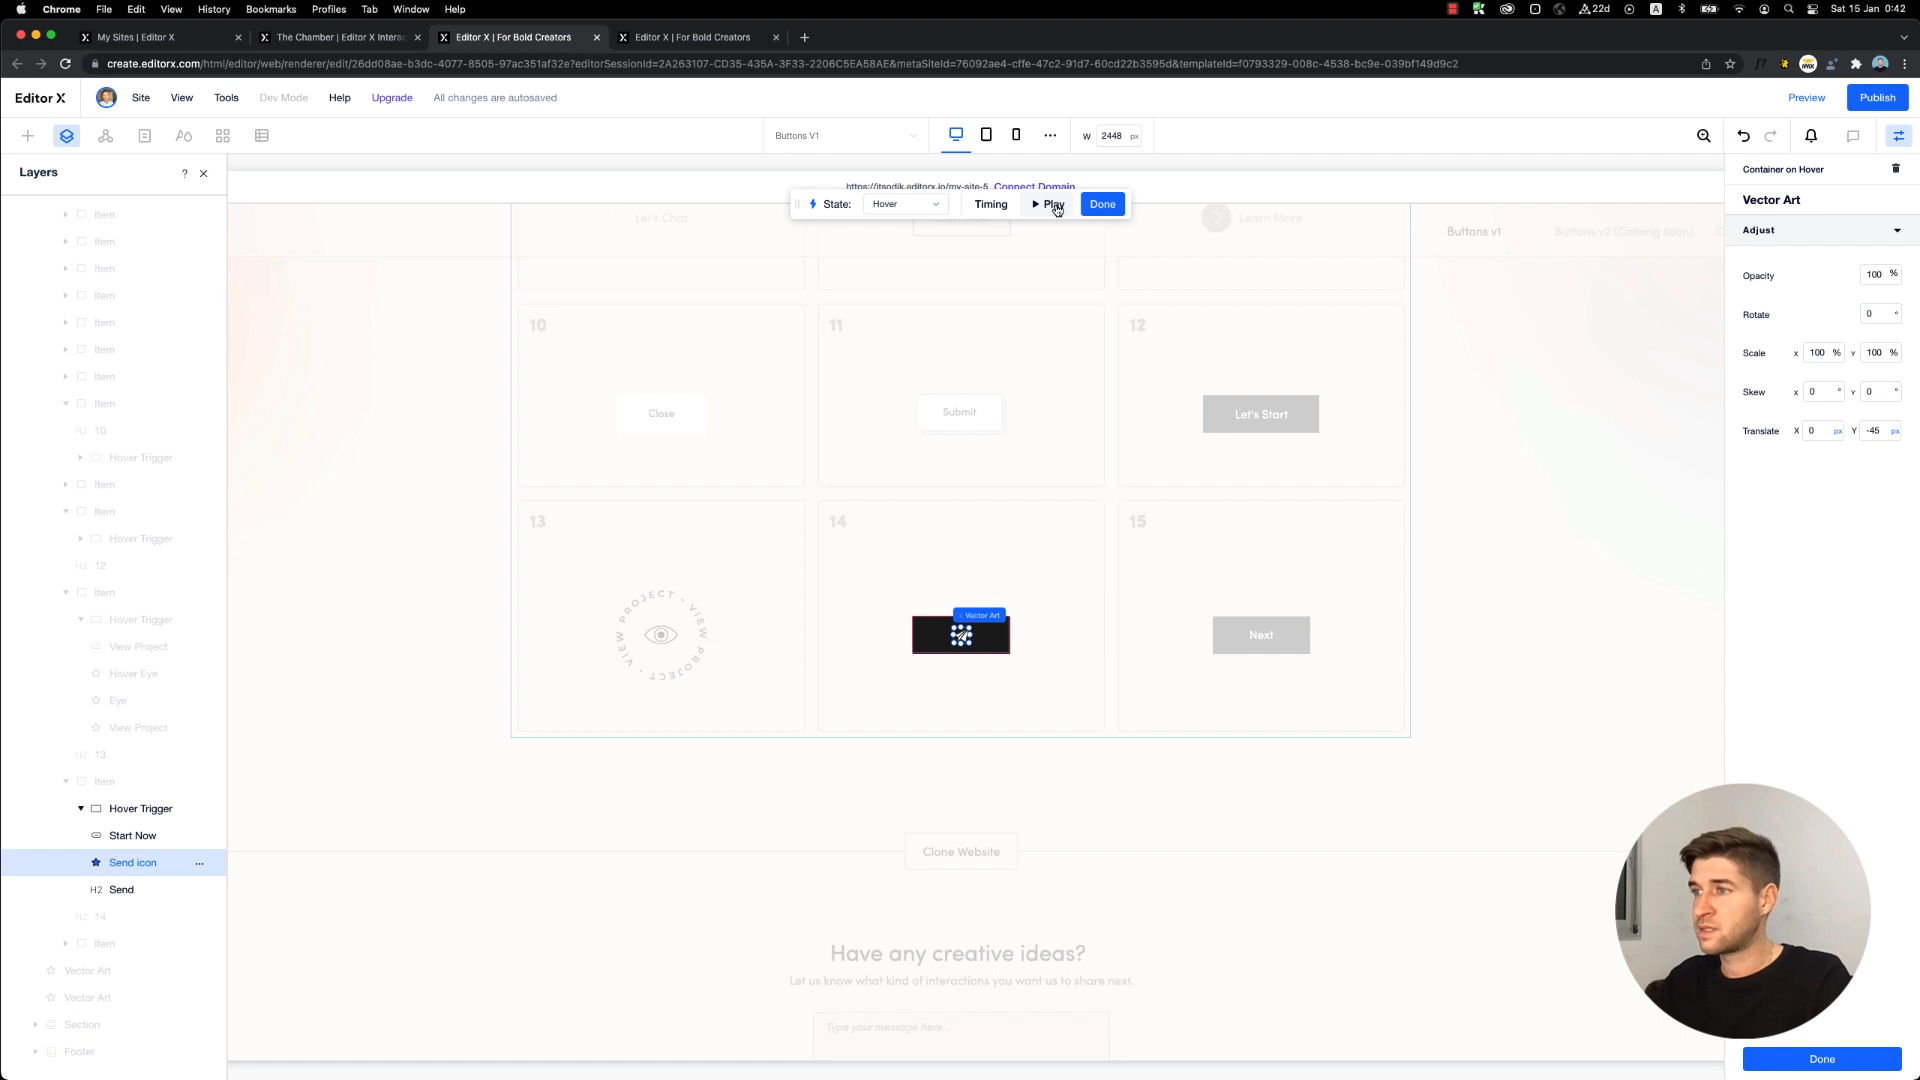 Chrome File Edit View History Bookmarks Profiles Tab Window Help
22d
A
Sat 15 Jan 0:42
My Sites | Editor X
The Chamber | Editor X Interac
Editor X | For Bold Creators
Editor X | For Bold Creators
create.editorx.com/html/editor/web/renderer/edit/26dd08ae-b3dc-4077-8505-97ac351af32e?editorSessionId=2A263107-CD35-435A-3F33-2206C5EA58AE&metaSiteId=76092ae4-cffe-47c2-91d7-60cd22b3595d&templateId=f0793329-008c-4538-bc9e-039bf149d9c2
Editor X
Site View Tools Dev Mode Help Upgrade All changes are autosaved
Preview Publish
Buttons V1
W 2448 px
Layers
?
Item
Item
Item
Item
Item
Item
Item
Item
H2 10
Hover Trigger
Item
Item
Hover Trigger
H2 12
Item
Hover Trigger
View Project
Hover Eye
Eye
View Project
H2 13
Item
Hover Trigger
Start Now
Send icon ...
H2 Send
H2 14
Item
Vector Art
Vector Art
Section
Footer
https://itsodik.editorx.io/my-site-5 Connect Domain
State: Hover Timing Play Done
Let's Chat
Learn More
Buttons v1 Buttons v2 (Coming soon)
10
Close
11
Submit
12
Let's Start
13
VIEW PROJECT • VIEW PROJECT •
14
Vector Art
15
Next
Clone Website
Have any creative ideas?
Let us know what kind of interactions you want us to share next.
Type your message here...
Container on Hover
Vector Art
Adjust
Opacity 100 %
Rotate 0 °
Scale X 100 % Y 100 %
Skew X 0 ° Y 0 °
Translate X 0 px Y -45 px
Done